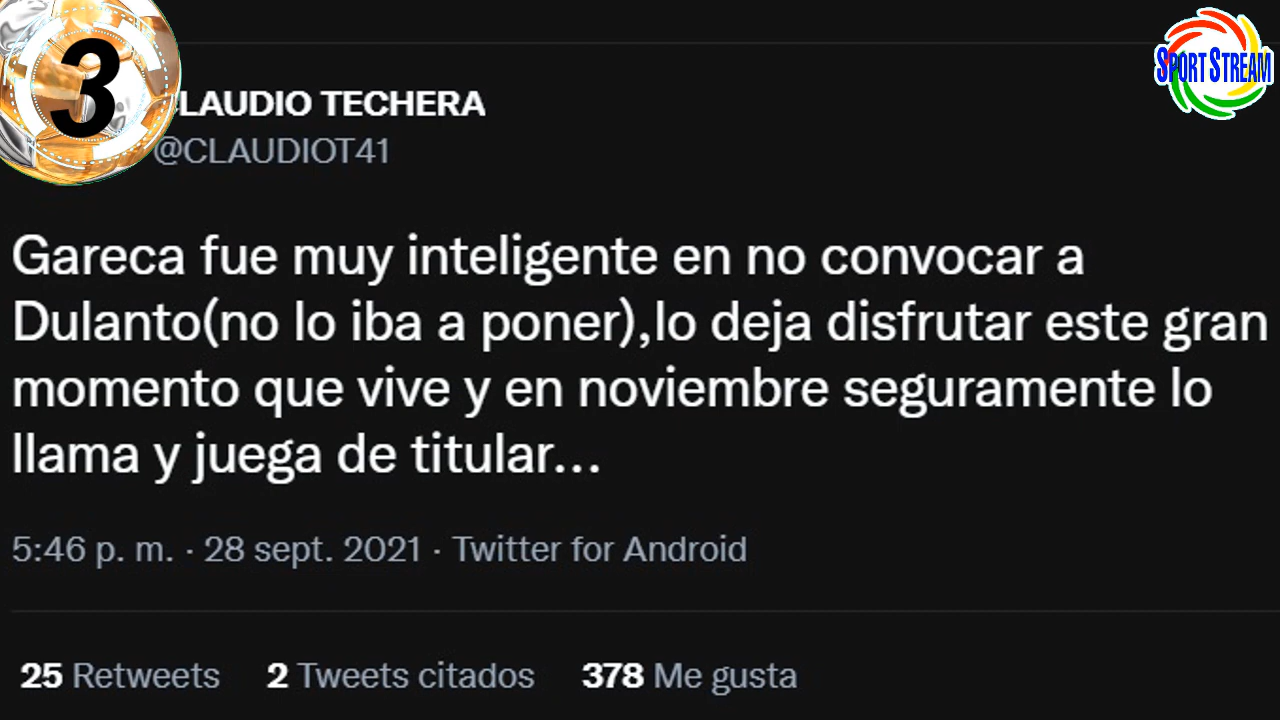 3
SPORT STREAM
CLAUDIO TECHERA
@CLAUDIOT41
Gareca fue muy inteligente en no convocar a
Dulanto(no lo iba a poner),lo deja disfrutar este gran
momento que vive y en noviembre seguramente lo
llama y juega de titular...
5:46 p. m. · 28 sept. 2021 · Twitter for Android
25 Retweets 2 Tweets citados 378 Me gusta